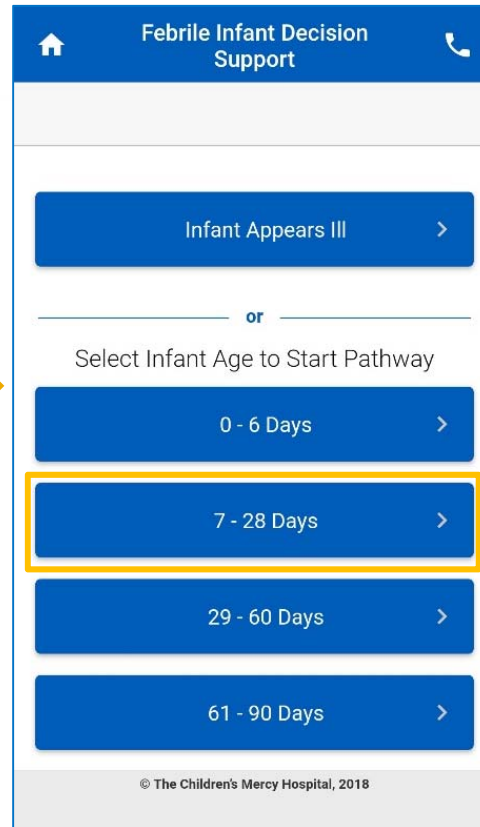 Febrile Infant Decision
Support
Infant Appears Ill
or
Select Infant Age to Start Pathway
0 - 6 Days
7 - 28 Days
29 - 60 Days
61 - 90 Days
© The Children's Mercy Hospital, 2018